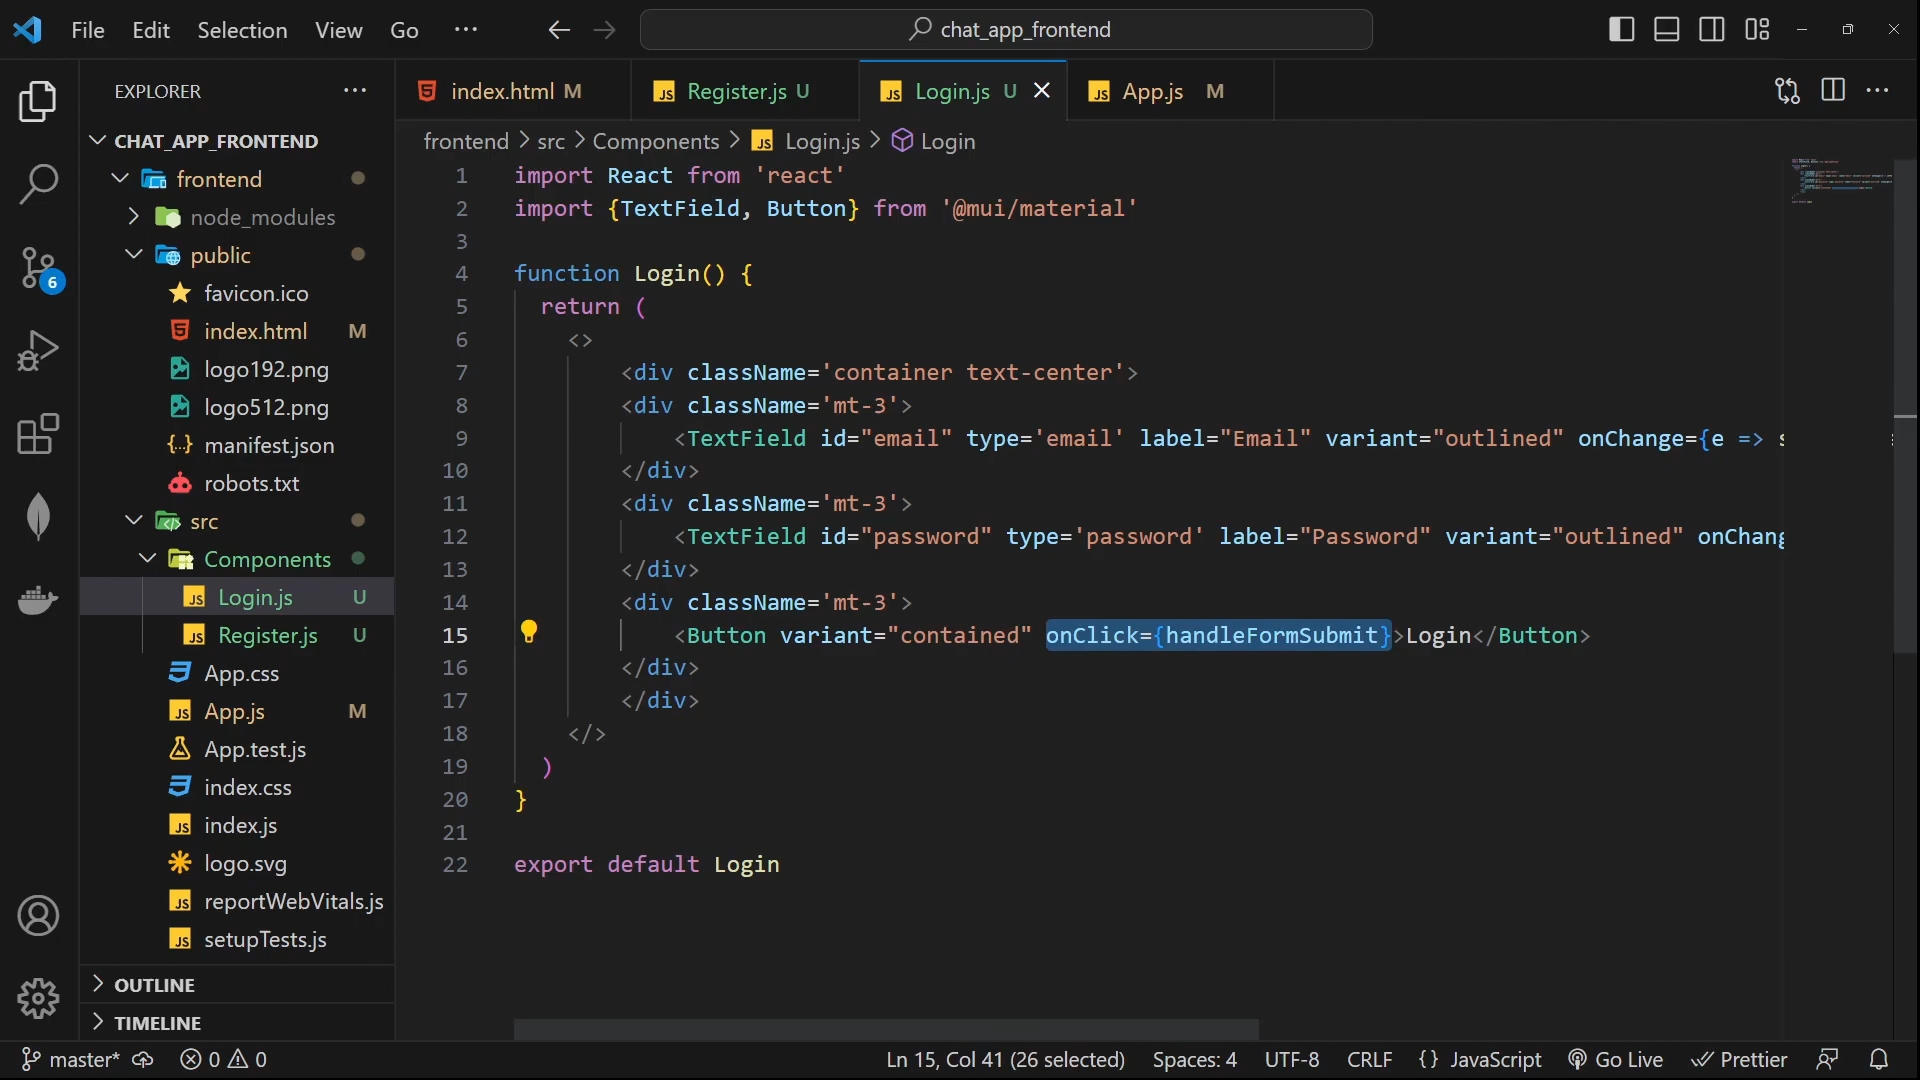 File Edit Selection View Go ··· chat_app_frontend
EXPLORER ···
CHAT_APP_FRONTEND
frontend
node_modules
public
favicon.ico
index.html M
logo192.png
logo512.png
manifest.json
robots.txt
src
Components
Login.js U
Register.js U
App.css
App.js M
App.test.js
index.css
index.js
logo.svg
reportWebVitals.js
setupTests.js
OUTLINE
TIMELINE
6
index.html M Register.js U Login.js U App.js M
frontend > src > Components > Login.js > Login
1 import React from 'react'
2 import {TextField, Button} from '@mui/material'
3
4 function Login() {
5 return (
6 <>
7 <div className='container text-center'>
8 <div className='mt-3'>
9 <TextField id="email" type='email' label="Email" variant="outlined" onChange={e => s
10 </div>
11 <div className='mt-3'>
12 <TextField id="password" type='password' label="Password" variant="outlined" onChang
13 </div>
14 <div className='mt-3'>
15 <Button variant="contained" onClick={handleFormSubmit}>Login</Button>
16 </div>
17 </div>
18 </>
19 )
20 }
21
22 export default Login
master* 0 0 Ln 15, Col 41 (26 selected) Spaces: 4 UTF-8 CRLF {} JavaScript Go Live Prettier